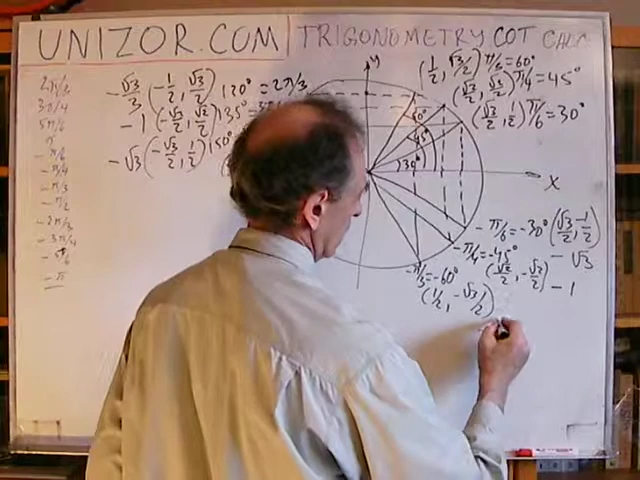 UNIZOR.COM | TRIGONOMETRY COT CALC
2π/3
3π/4
5π/6
π
-π/6
-π/4
-π/3
-π/2
-2π/3
-3π/4
-5π/6
-π
-√3/3 (-1/2, √3/2) 120° = 2π/3
-1 (-√2/2, √2/2) 135° =
-√3 (-√3/2, 1/2) 150°
y
x
60°
45°
30°
(1/2, √3/2) π/6 = 60°
(√2/2, √2/2) π/4 = 45°
(√3/2, 1/2) π/6 = 30°
-π/6 = -30° (√3/2, -1/2)
-√3
-π/4 = -45°
(√2/2, -√2/2) -1
-π/3 = -60°
(1/2, -√3/2)